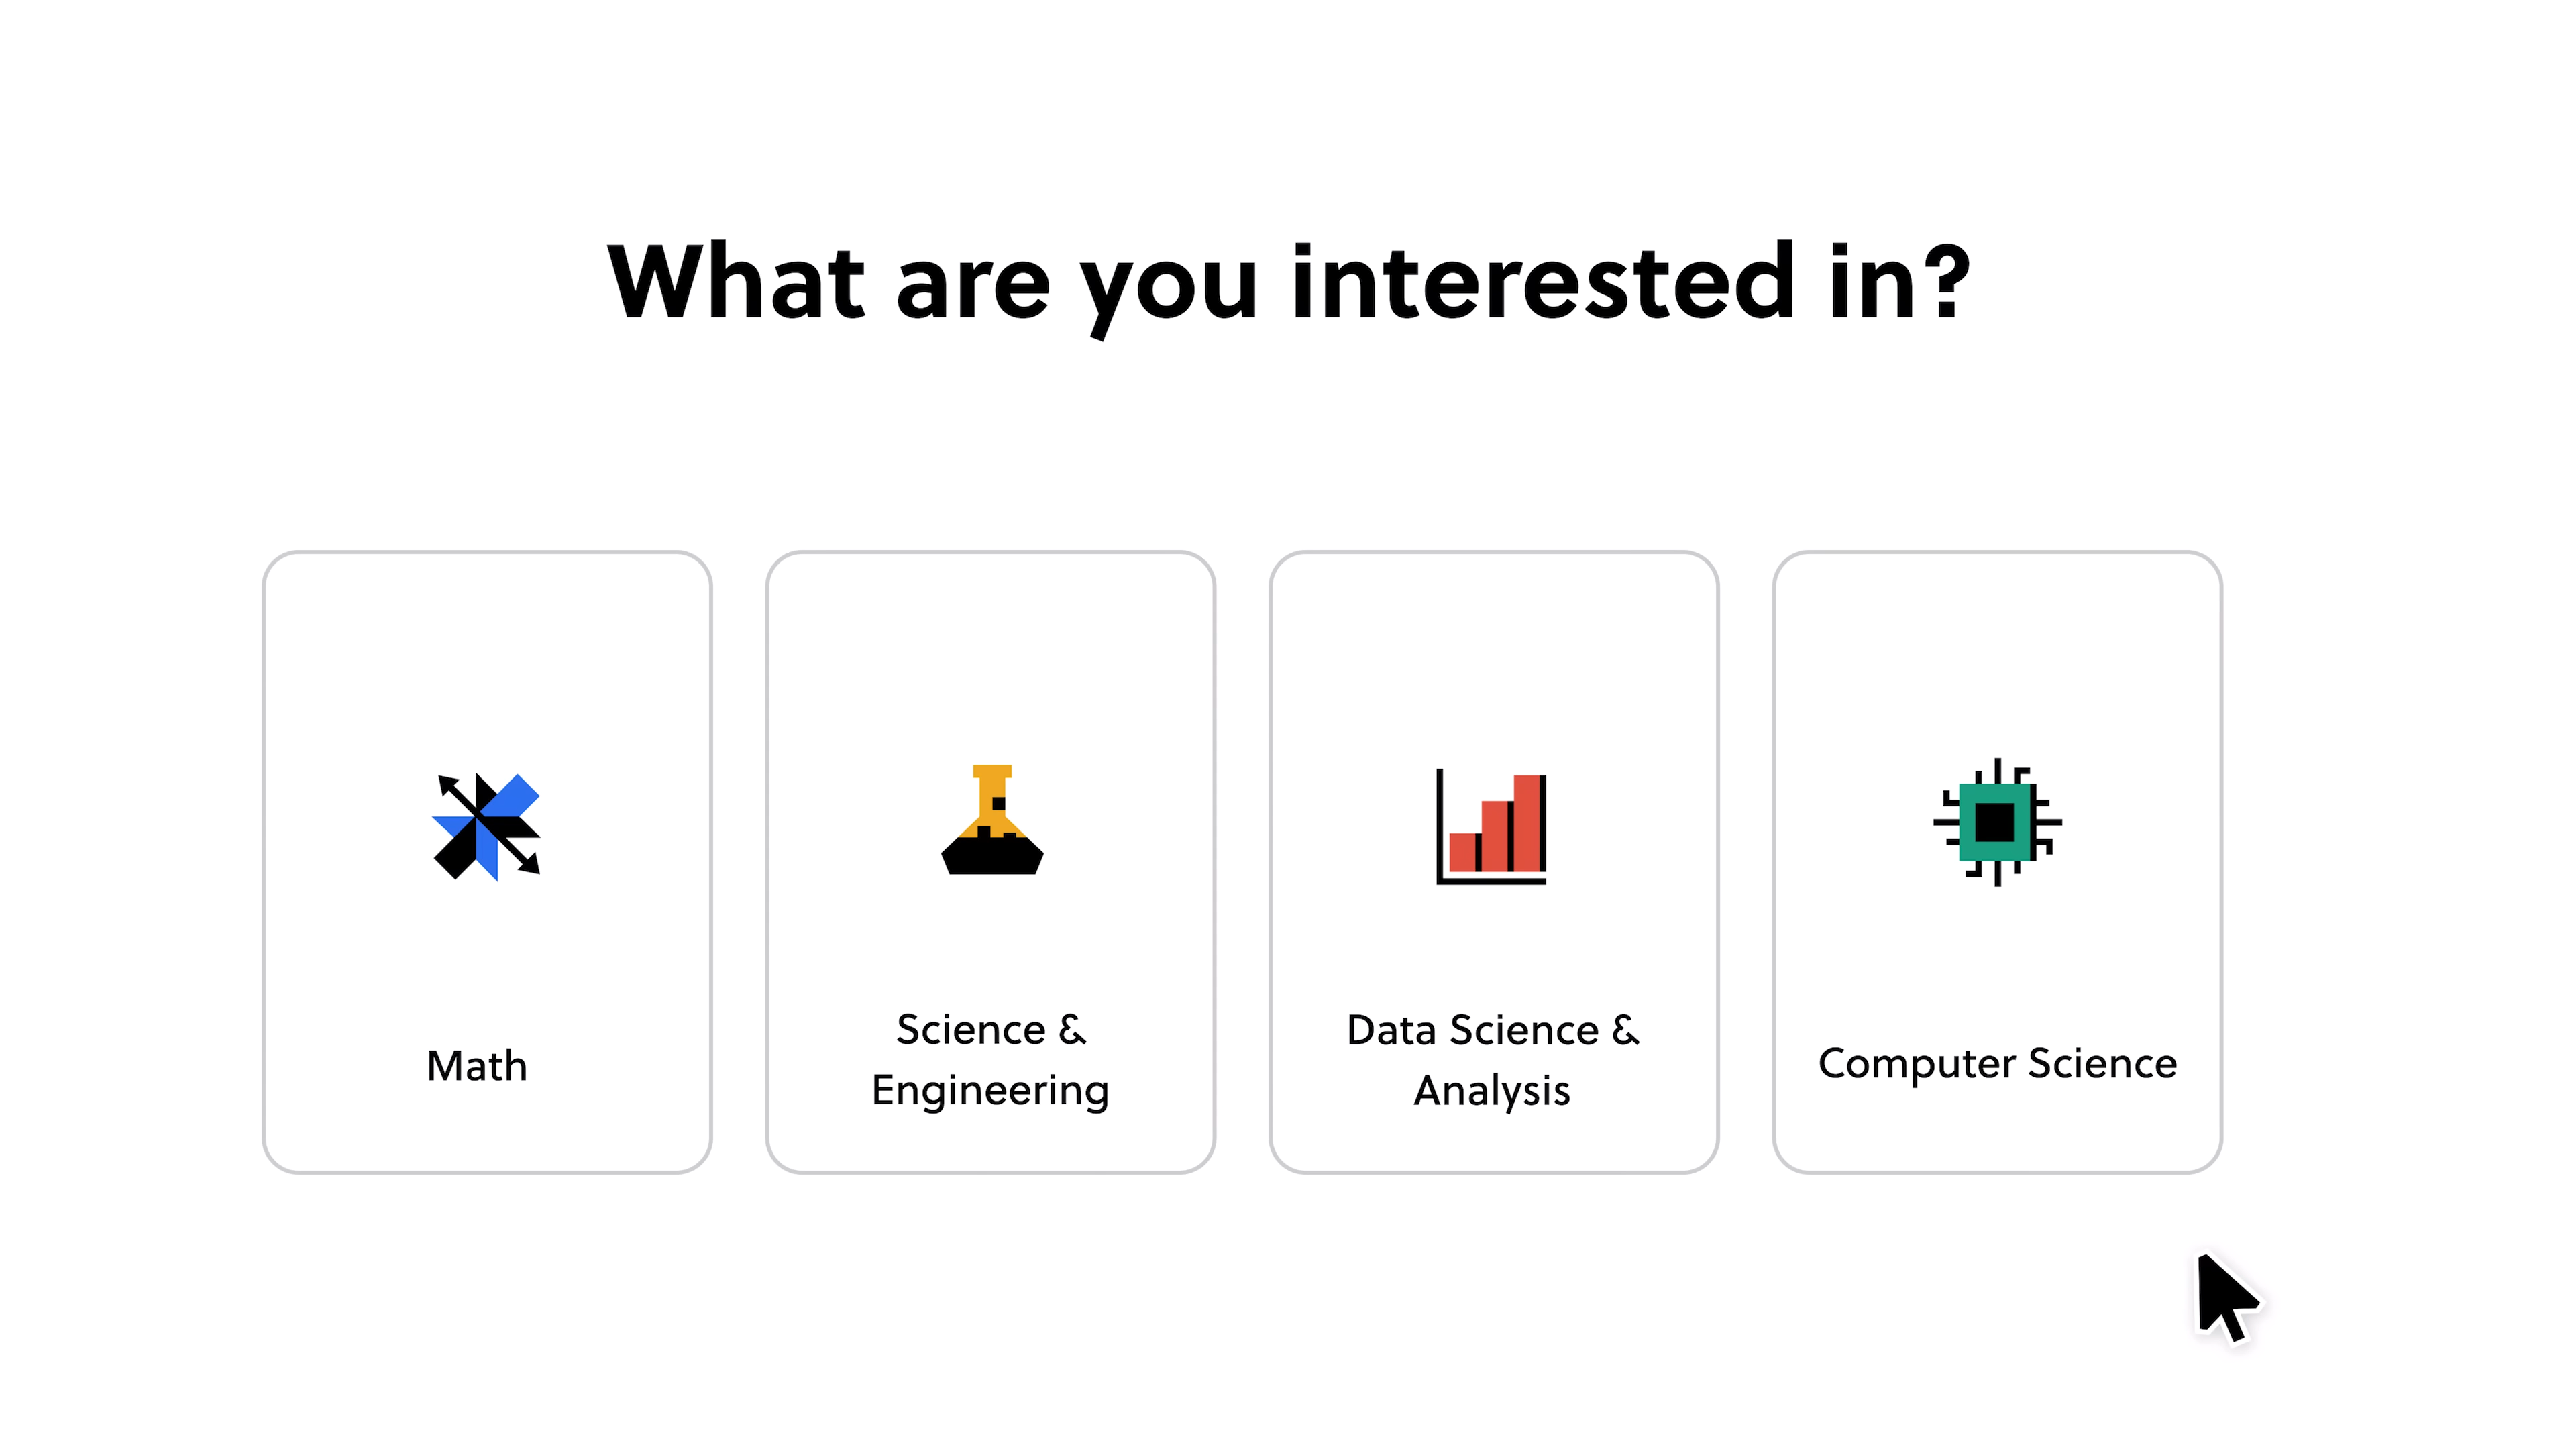 What are you interested in?
Math
Science &
Engineering
Data Science &
Analysis
Computer Science